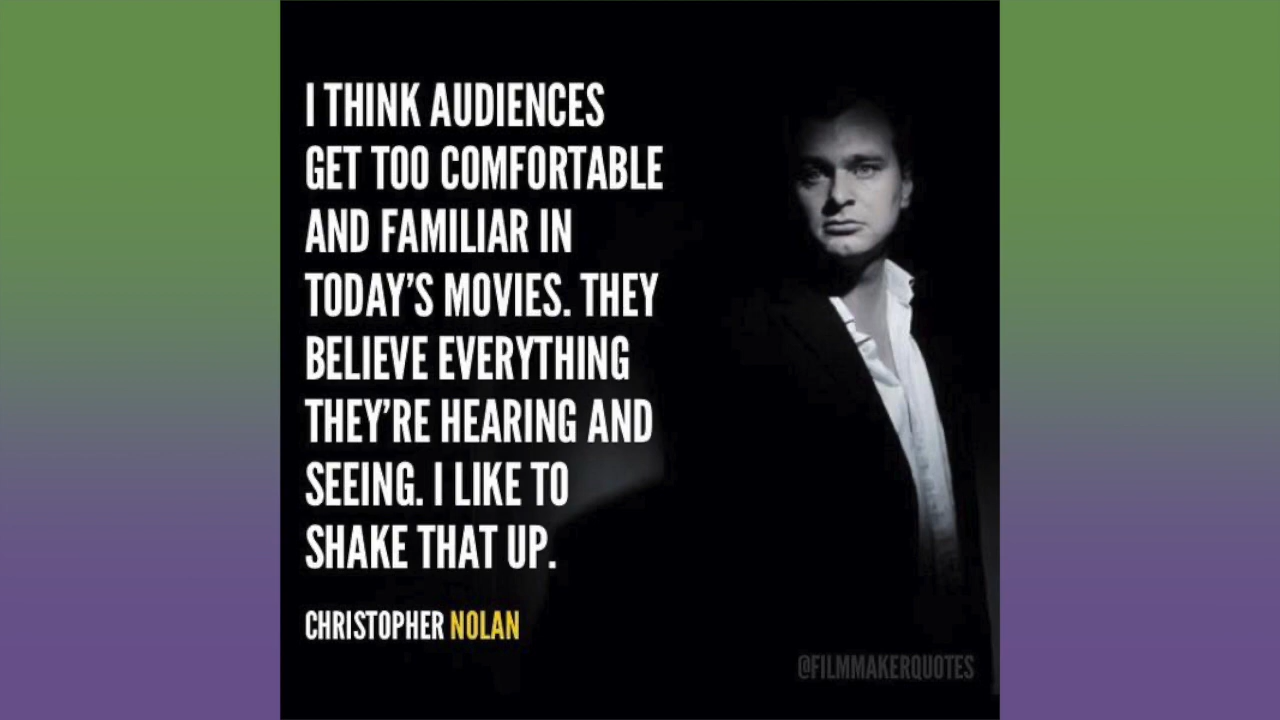 I THINK AUDIENCES
GET TOO COMFORTABLE
AND FAMILIAR IN
TODAY'S MOVIES. THEY
BELIEVE EVERYTHING
THEY'RE HEARING AND
SEEING. I LIKE TO
SHAKE THAT UP.
CHRISTOPHER NOLAN
@FILMMAKERQUOTES